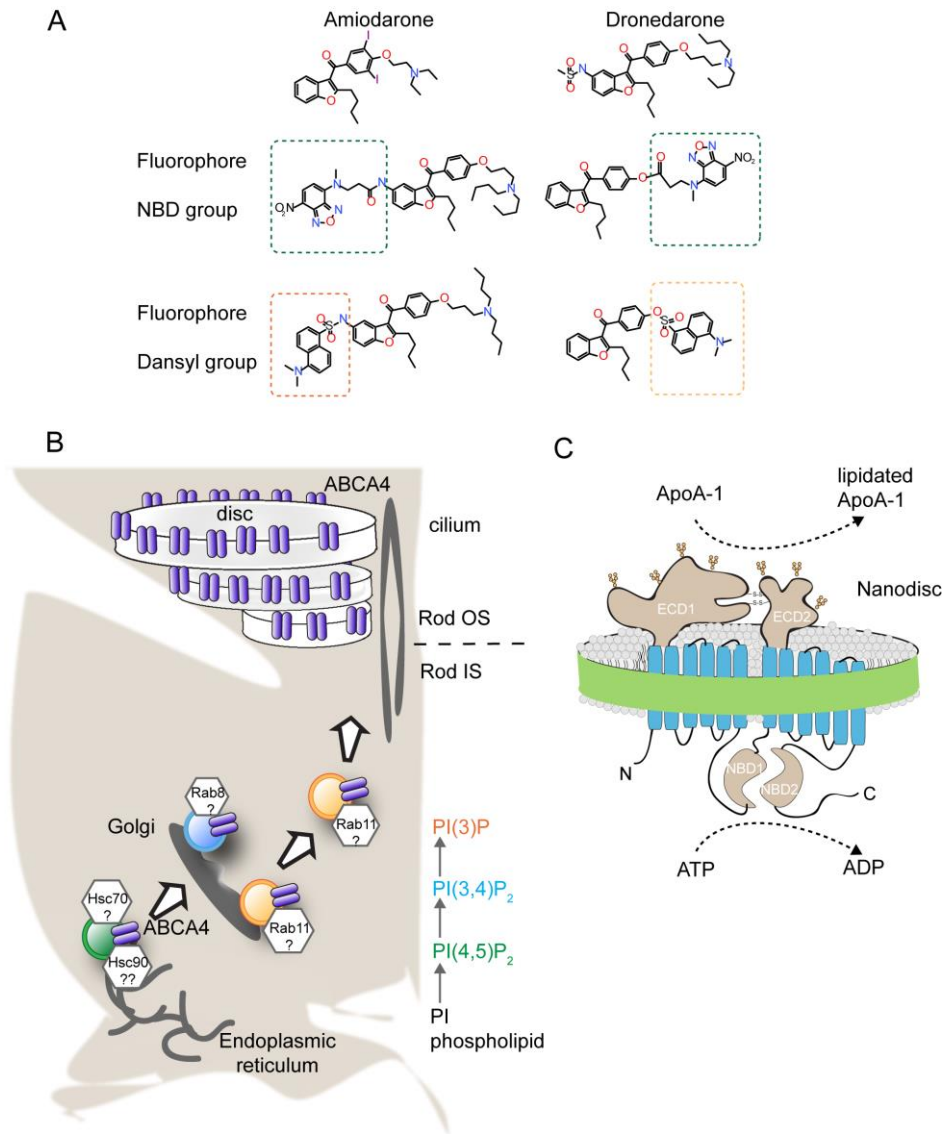 A
Amiodarone
Dronedarone
Fluorophore
NBD group
Fluorophore
Dansyl group
B
ABCA4
disc
cilium
Rod OS
Rod IS
Rab8
?
Golgi
Rab11
?
Rab11
?
Hsc70
?
ABCA4
Hsc90
??
Endoplasmic
reticulum
PI(3)P
PI(3,4)P₂
PI(4,5)P₂
PI
phospholipid
C
ApoA-1
lipidated
ApoA-1
Nanodisc
ECD1
S-S
S-S
ECD2
N
NBD1
NBD2
C
ATP
ADP